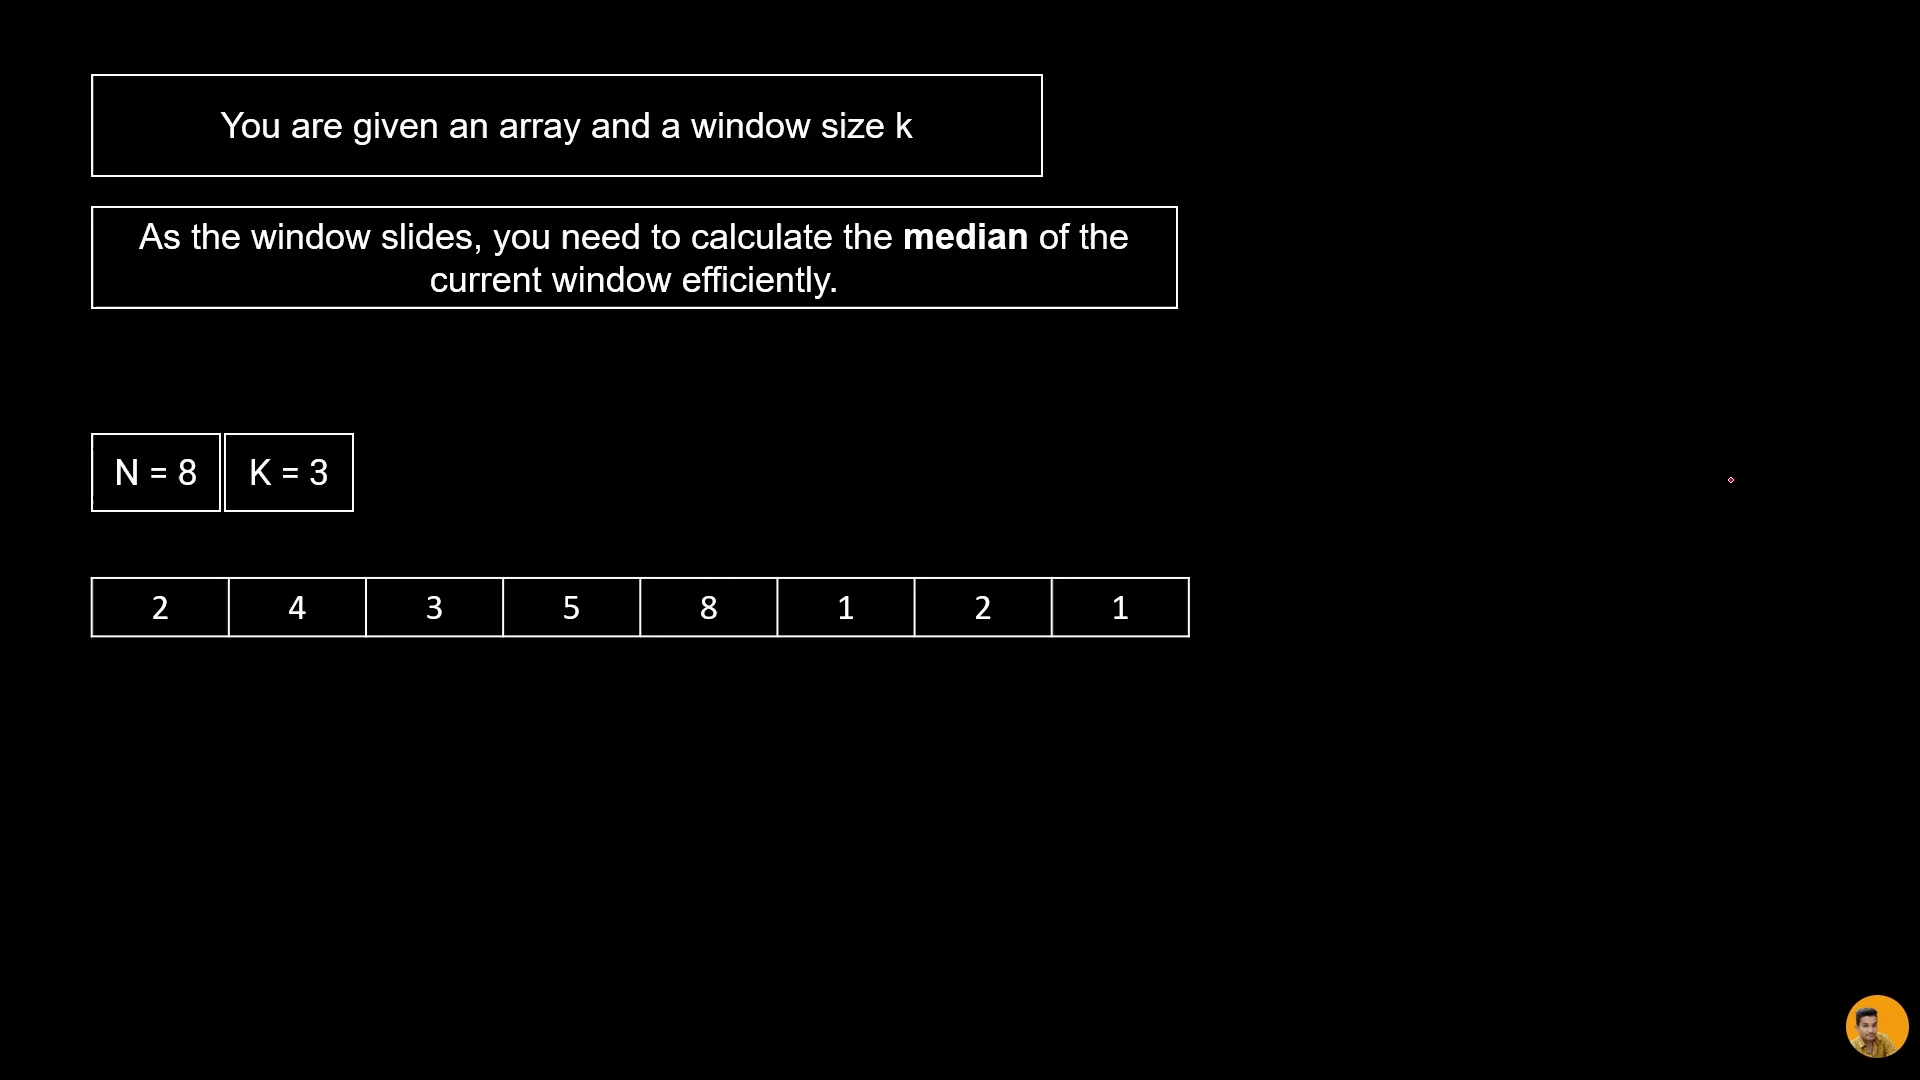 You are given an array and a window size k
As the window slides, you need to calculate the median of the
current window efficiently.
N = 8 K = 3
2 4 3 5 8 1 2 1